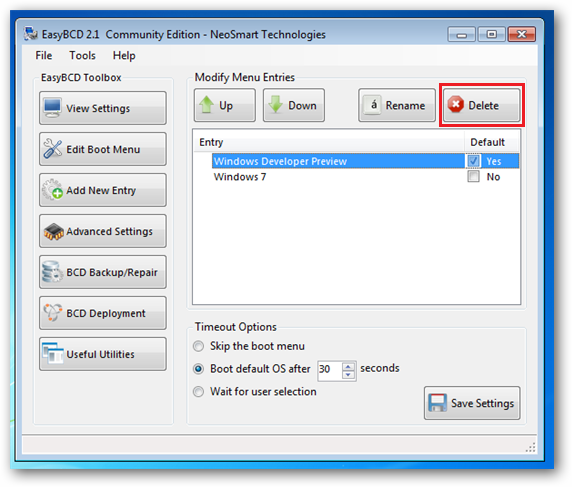 EasyBCD 2.1 Community Edition - NeoSmart Technologies
File Tools Help
EasyBCD Toolbox
View Settings
Edit Boot Menu
Add New Entry
Advanced Settings
BCD Backup/Repair
BCD Deployment
Useful Utilities
Modify Menu Entries
Up Down á Rename Delete
Entry Default
Windows Developer Preview Yes
Windows 7 No
Timeout Options
Skip the boot menu
Boot default OS after 30 seconds
Wait for user selection
Save Settings